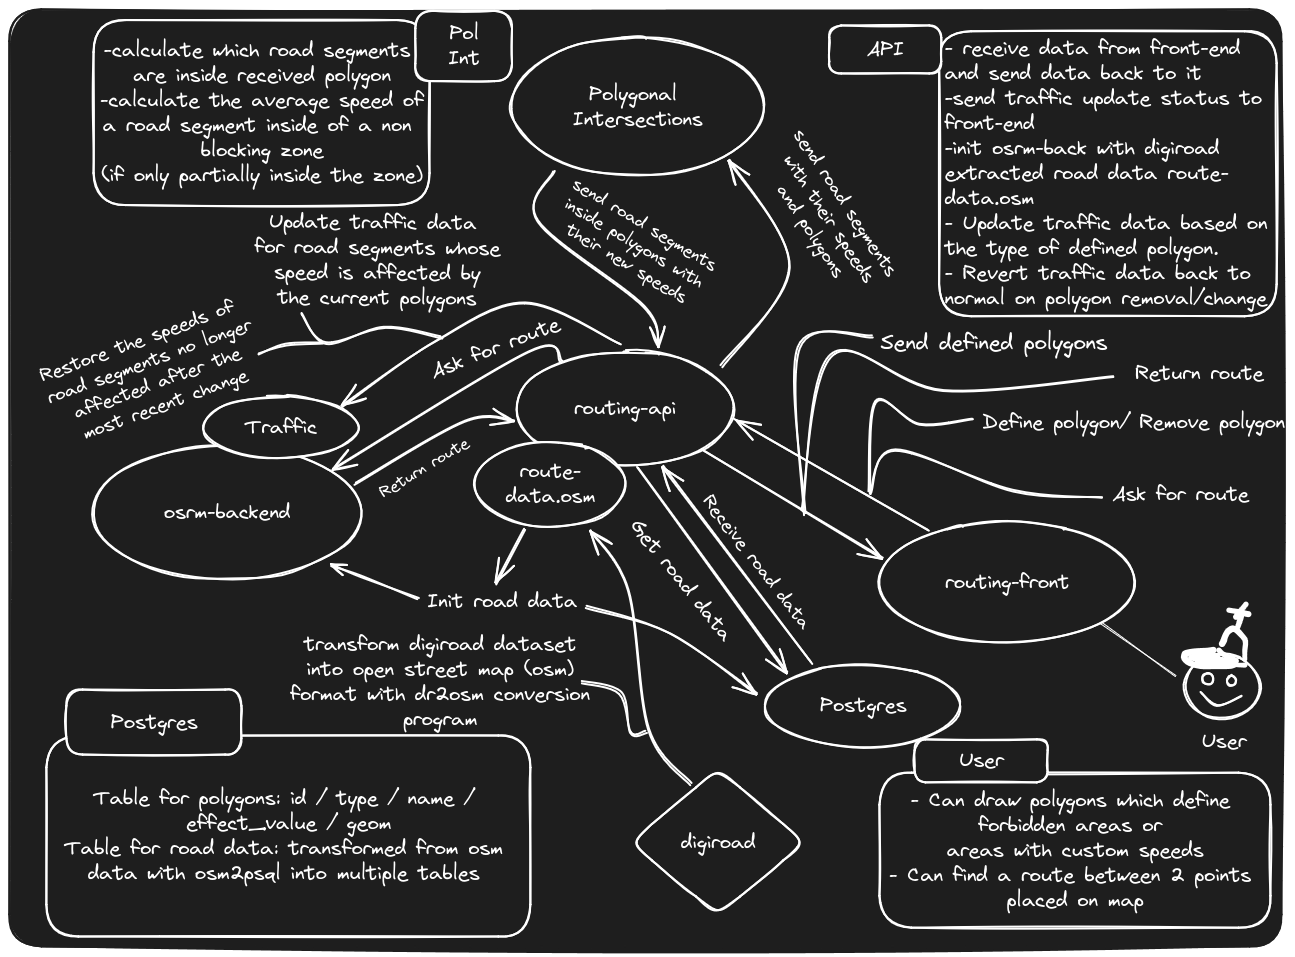 Pol
Int
-calculate which road segments
are inside received polygon
-calculate the average speed of
a road segment inside of a non
blocking zone
(if only partially inside the zone)
Polygonal
Intersections
API
- receive data from front-end
and send data back to it
-send traffic update status to
front-end
-init osrm-back with digiroad
extracted road data route-
data.osm
- Update traffic data based on
the type of defined polygon.
- Revert traffic data back to
normal on polygon removal/change
send road segments
with their speeds
and polygons
send road segments
inside polygons with
their new speeds
Update traffic data
for road segments whose
speed is affected by
the current polygons
Restore the speeds of
road segments no longer
affected after the
most recent change
Ask for route
Send defined polygons
Return route
Define polygon/ Remove polygon
Ask for route
routing-api
Traffic
Return route
route-
data.osm
osrm-backend
Get road data
Receive road data
routing-front
Init road data
transform digiroad dataset
into open street map (osm)
format with dr2osm conversion
program
Postgres
User
Postgres
Table for polygons: id / type / name /
effect_value / geom
Table for road data: transformed from osm
data with osm2psql into multiple tables
digiroad
User
- Can draw polygons which define
forbidden areas or
areas with custom speeds
- Can find a route between 2 points
placed on map